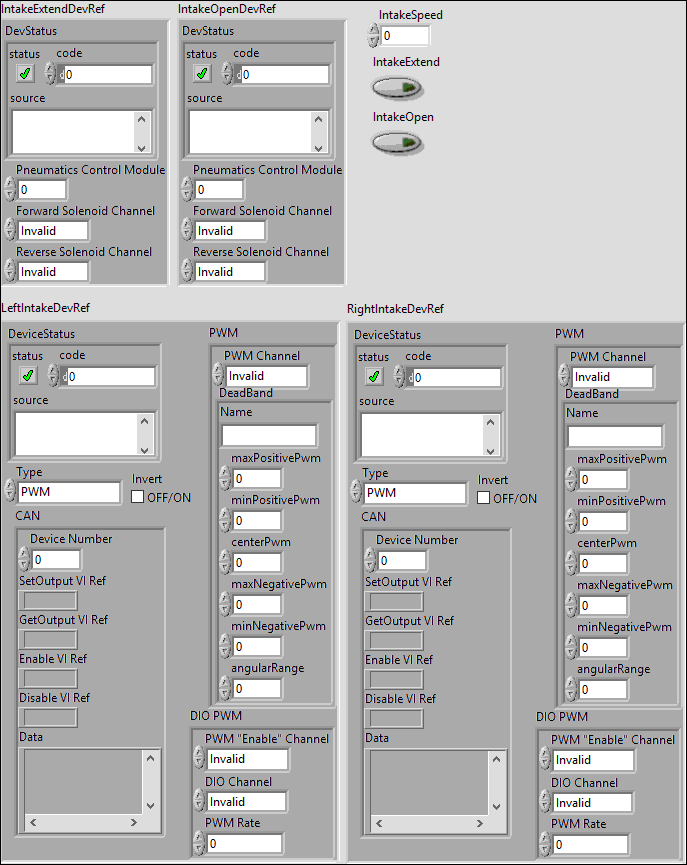 IntakeExtendDevRef
DevStatus
status code
0
source
Pneumatics Control Module
0
Forward Solenoid Channel
Invalid
Reverse Solenoid Channel
Invalid
IntakeOpenDevRef
DevStatus
status code
0
source
Pneumatics Control Module
0
Forward Solenoid Channel
Invalid
Reverse Solenoid Channel
Invalid
IntakeSpeed
0
IntakeExtend
IntakeOpen
LeftIntakeDevRef
DeviceStatus
status code
d 0
source
Type
PWM
Invert
OFF/ON
CAN
Device Number
0
SetOutput VI Ref
GetOutput VI Ref
Enable VI Ref
Disable VI Ref
Data
PWM
PWM Channel
Invalid
DeadBand
Name
maxPositivePwm
0
minPositivePwm
0
centerPwm
0
maxNegativePwm
0
minNegativePwm
0
angularRange
0
DIO PWM
PWM "Enable" Channel
Invalid
DIO Channel
Invalid
PWM Rate
0
RightIntakeDevRef
DeviceStatus
status code
d 0
source
Type
PWM
Invert
OFF/ON
CAN
Device Number
0
SetOutput VI Ref
GetOutput VI Ref
Enable VI Ref
Disable VI Ref
Data
PWM
PWM Channel
Invalid
DeadBand
Name
maxPositivePwm
0
minPositivePwm
0
centerPwm
0
maxNegativePwm
0
minNegativePwm
0
angularRange
0
DIO PWM
PWM "Enable" Channel
Invalid
DIO Channel
Invalid
PWM Rate
0